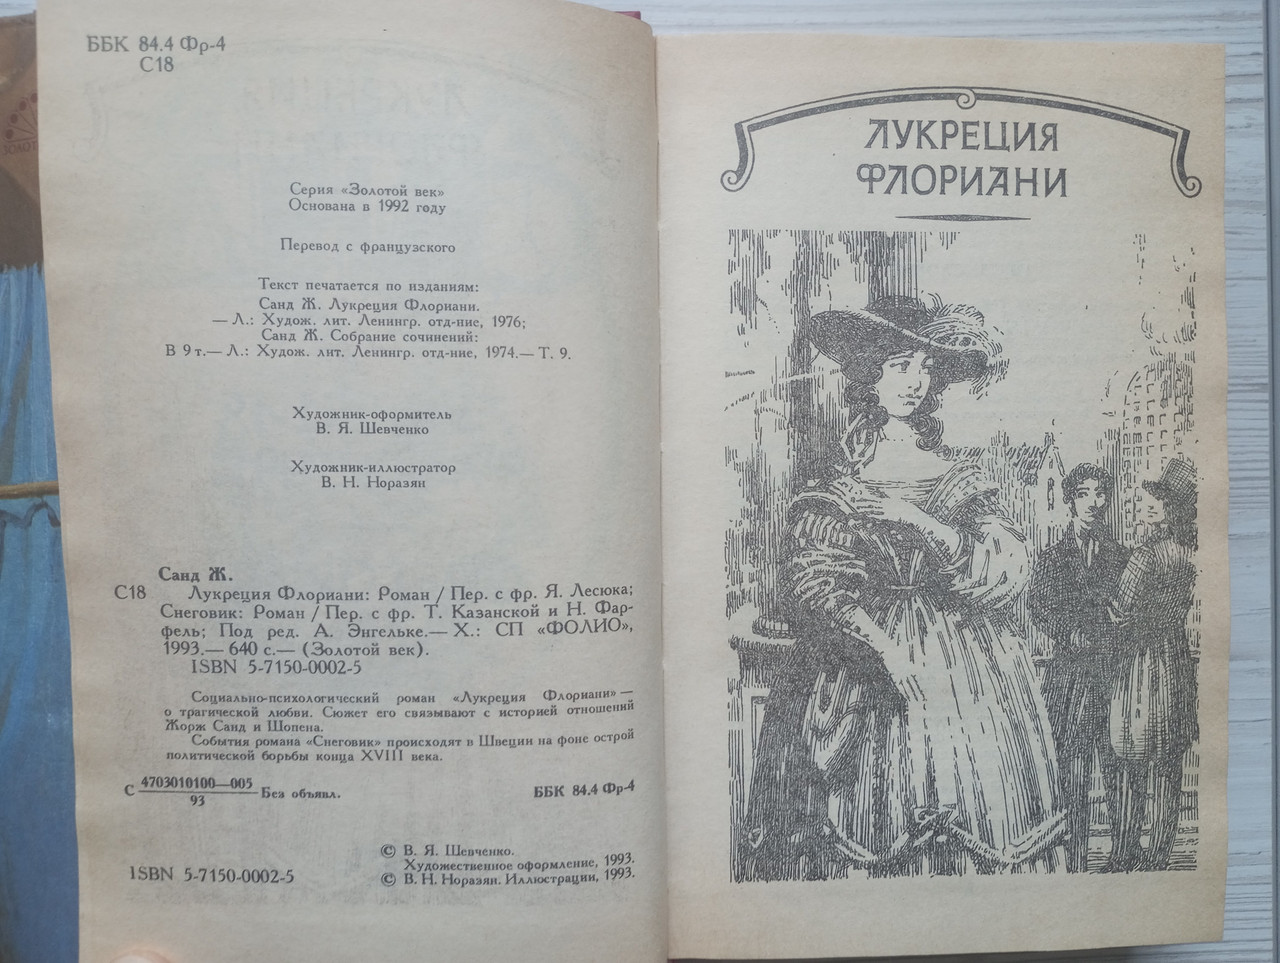 ББК 84.4 Фр-4
С18
Серия «Золотой век»
Основана в 1992 году
Перевод с французского
Текст печатается по изданиям:
Санд Ж. Лукреция Флориани.
— Л.: Худож. лит. Ленингр. отд-ние, 1976;
Санд Ж. Собрание сочинений:
В 9 т.— Л.: Худож. лит. Ленингр. отд-ние, 1974.— Т. 9.
Художник-оформитель
В. Я. Шевченко
Художник-иллюстратор
В. Н. Норазян
Санд Ж.
С18 Лукреция Флориани: Роман / Пер. с фр. Я. Лесюка;
Снеговик: Роман / Пер. с фр. Т. Казанской и Н. Фар-
фель; Под ред. А. Энгельке.— Х.: СП «ФОЛИО»,
1993.— 640 с.— (Золотой век).
ISBN 5-7150-0002-5
Социально-психологический роман «Лукреция Флориани» —
о трагической любви. Сюжет его связывают с историей отношений
Жорж Санд и Шопена.
События романа «Снеговик» происходят в Швеции на фоне острой
политической борьбы конца XVIII века.
С 4703010100—005 Без объявл.
93
ББК 84.4 Фр-4
ISBN 5-7150-0002-5
© В. Я. Шевченко.
Художественное оформление, 1993.
© В. Н. Норазян. Иллюстрации, 1993.
ЛУКРЕЦИЯ
ФЛОРИАНИ